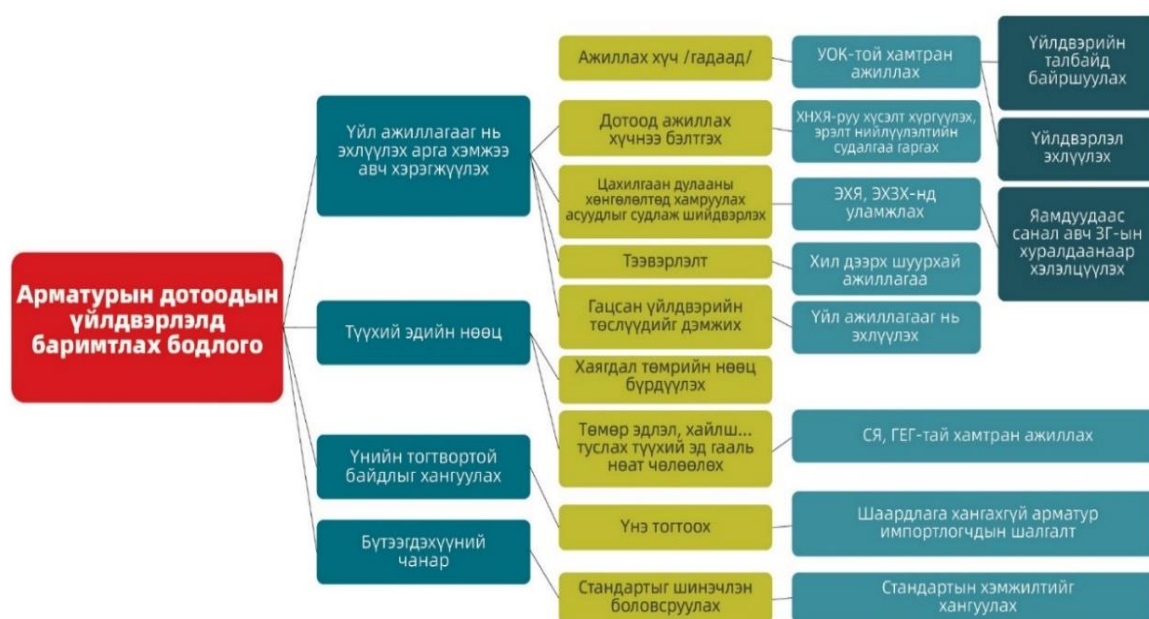 Арматурын дотоодын
үйлдвэрлэлд
баримтлах бодлого
Үйл ажиллагааг нь
эхлүүлэх арга хэмжээ
авч хэрэгжүүлэх
Түүхий эдийн нөөц
Үнийн тогтвортой
байдлыг хангуулах
Бүтээгдэхүүний
чанар
Ажиллах хүч /гадаад/
Дотоод ажиллах
хүчнээ бэлтгэх
Цахилгаан дулааны
хөнгөлөлтөд хамруулах
асуудлыг судлаж шийдвэрлэх
Тээвэрлэлт
Гацсан үйлдвэрийн
төслүүдийг дэмжих
Хаягдал төмрийн нөөц
бүрдүүлэх
Төмөр эдлэл, хайлш...
туслах түүхий эд гааль
нөат чөлөөлөх
Үнэ тогтоох
Стандартыг шинэчлэн
боловсруулах
УОК-той хамтран
ажиллах
ХНХЯ-руу хүсэлт хүргүүлэх,
эрэлт нийлүүлэлтийн
судалгаа гаргах
ЭХЯ, ЭХЗХ-нд
уламжлах
Хил дээрх шуурхай
ажиллагаа
Үйл ажиллагааг нь
эхлүүлэх
СЯ, ГЕГ-тай хамтран ажиллах
Шаардлага хангахгүй арматур
импортлогчдын шалгалт
Стандартын хэмжилтийг
хангуулах
Үйлдвэрийн
талбайд
байршуулах
Үйлдвэрлэл
эхлүүлэх
Яамдуудаас
санал авч ЗГ-ын
хуралдаанаар
хэлэлцүүлэх